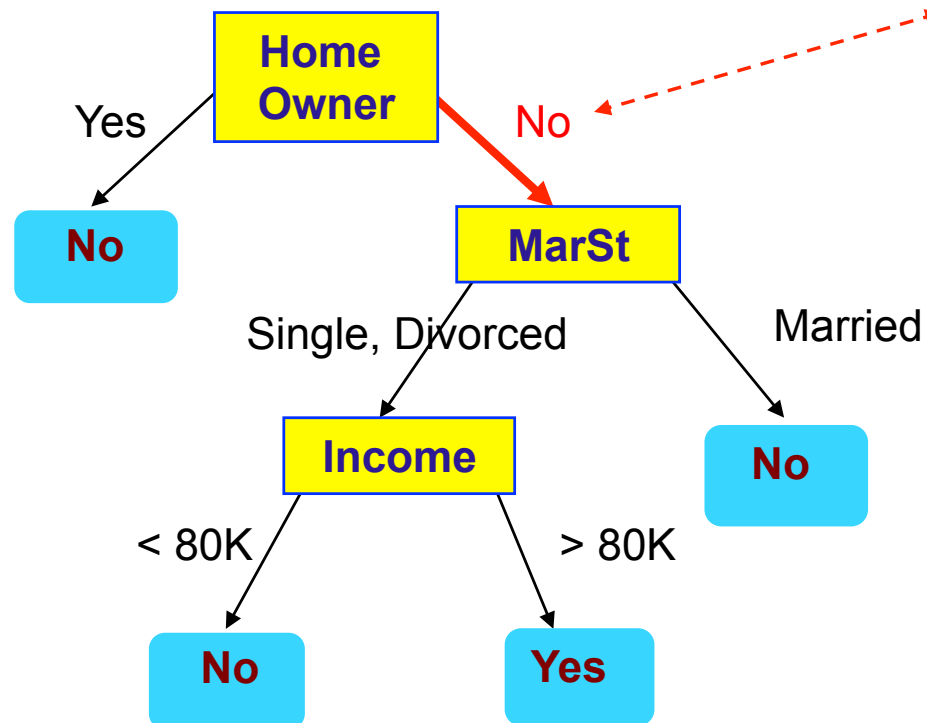 Home
Owner
Yes
No
No
MarSt
Single, Divorced
Married
Income
No
< 80K
> 80K
No
Yes